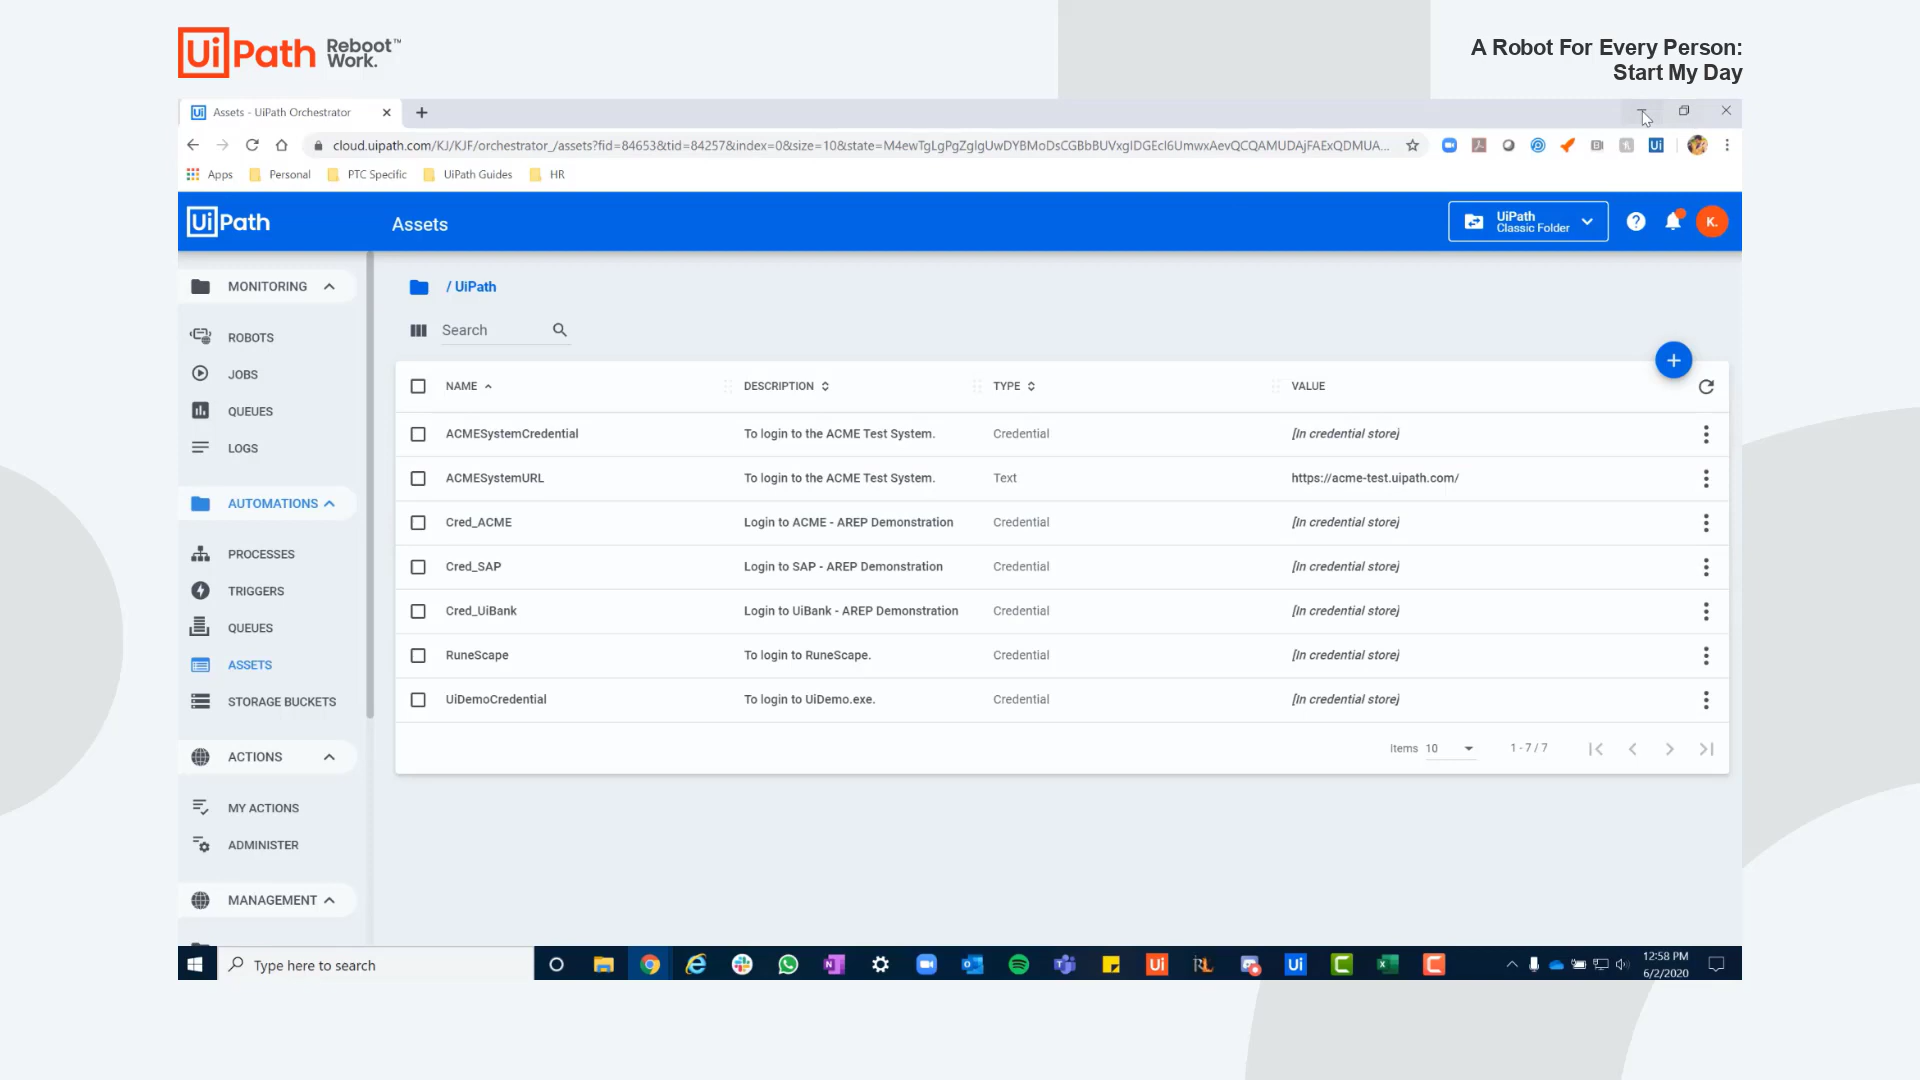 UiPath Reboot Work.™
A Robot For Every Person:
Start My Day
Assets - UiPath Orchestrator
cloud.uipath.com/KJ/KJF/orchestrator_/assets?fid=84653&tid=84257&index=0&size=10&state=
Apps Personal PTC Specific UiPath Guides HR
UiPath Assets UiPath Classic Folder ? K.
MONITORING
ROBOTS
JOBS
QUEUES
LOGS
AUTOMATIONS
PROCESSES
TRIGGERS
QUEUES
ASSETS
STORAGE BUCKETS
ACTIONS
MY ACTIONS
ADMINISTER
MANAGEMENT
/ UiPath
Search
NAME DESCRIPTION TYPE VALUE
ACMESystemCredential To login to the ACME Test System. Credential [In credential store]
ACMESystemURL To login to the ACME Test System. Text https://acme-test.uipath.com/
Cred_ACME Login to ACME - AREP Demonstration Credential [In credential store]
Cred_SAP Login to SAP - AREP Demonstration Credential [In credential store]
Cred_UiBank Login to UiBank - AREP Demonstration Credential [In credential store]
RuneScape To login to RuneScape. Credential [In credential store]
UiDemoCredential To login to UiDemo.exe. Credential [In credential store]
Items 10 1 - 7 / 7
Type here to search
12:58 PM
6/2/2020